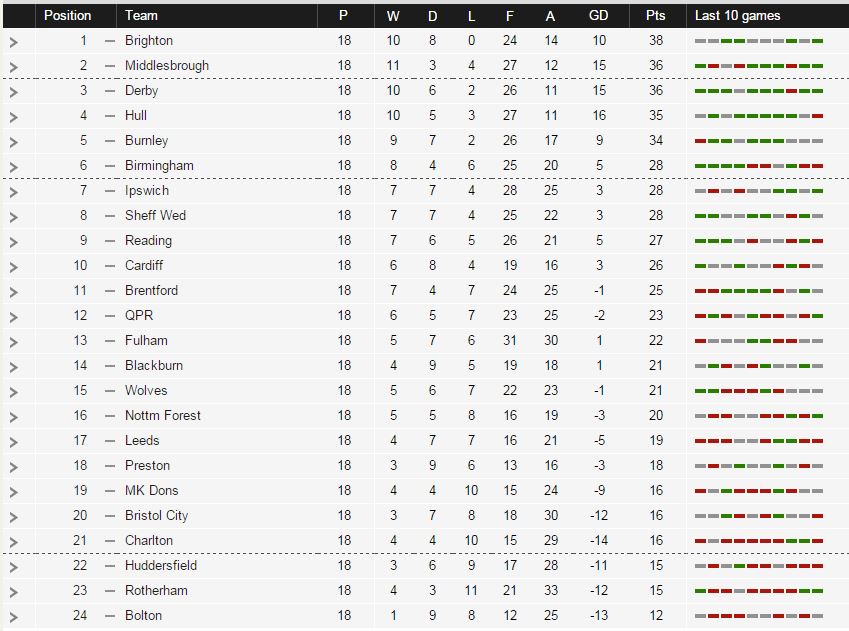 Position Team P W D L F A GD Pts Last 10 games
1 — Brighton 18 10 8 0 24 14 10 38
2 — Middlesbrough 18 11 3 4 27 12 15 36
3 — Derby 18 10 6 2 26 11 15 36
4 — Hull 18 10 5 3 27 11 16 35
5 — Burnley 18 9 7 2 26 17 9 34
6 — Birmingham 18 8 4 6 25 20 5 28
7 — Ipswich 18 7 7 4 28 25 3 28
8 — Sheff Wed 18 7 7 4 25 22 3 28
9 — Reading 18 7 6 5 26 21 5 27
10 — Cardiff 18 6 8 4 19 16 3 26
11 — Brentford 18 7 4 7 24 25 -1 25
12 — QPR 18 6 5 7 23 25 -2 23
13 — Fulham 18 5 7 6 31 30 1 22
14 — Blackburn 18 4 9 5 19 18 1 21
15 — Wolves 18 5 6 7 22 23 -1 21
16 — Nottm Forest 18 5 5 8 16 19 -3 20
17 — Leeds 18 4 7 7 16 21 -5 19
18 — Preston 18 3 9 6 13 16 -3 18
19 — MK Dons 18 4 4 10 15 24 -9 16
20 — Bristol City 18 3 7 8 18 30 -12 16
21 — Charlton 18 4 4 10 15 29 -14 16
22 — Huddersfield 18 3 6 9 17 28 -11 15
23 — Rotherham 18 4 3 11 21 33 -12 15
24 — Bolton 18 1 9 8 12 25 -13 12